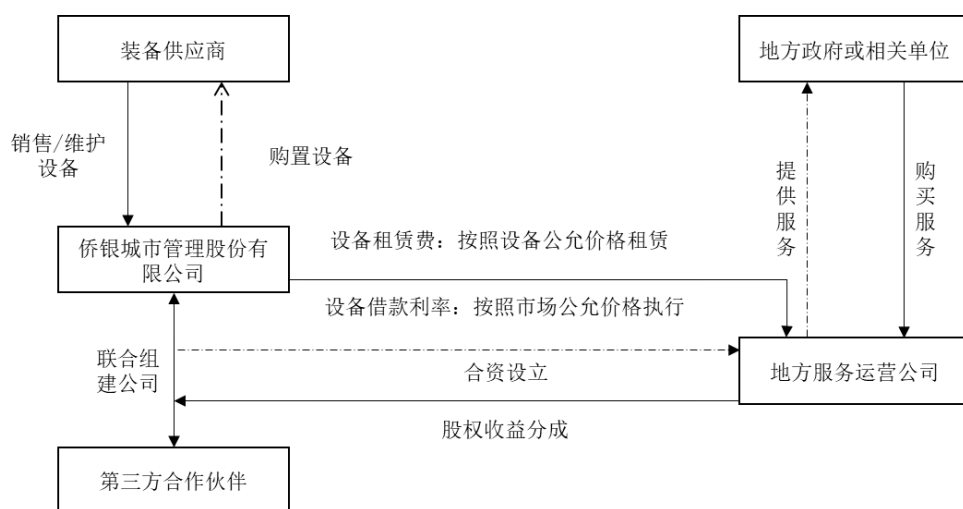 装备供应商
地方政府或相关单位
销售/维护
设备
购置设备
提供服务
购买服务
侨银城市管理股份有
限公司
设备租赁费：按照设备公允价格租赁
设备借款利率：按照市场公允价格执行
联合组
建公司
合资设立
地方服务运营公司
股权收益分成
第三方合作伙伴